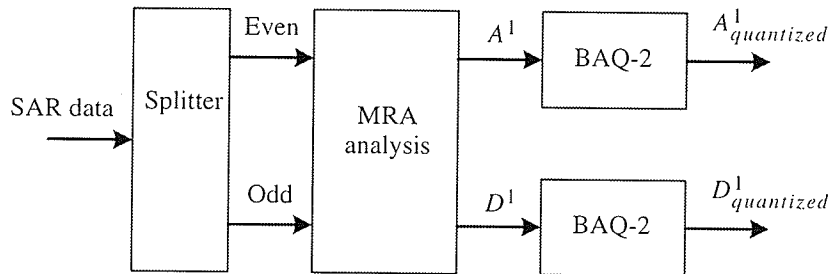 SAR data
Splitter
Even
Odd
MRA
analysis
A¹
BAQ-2
A¹quantized
D¹
BAQ-2
D¹quantized